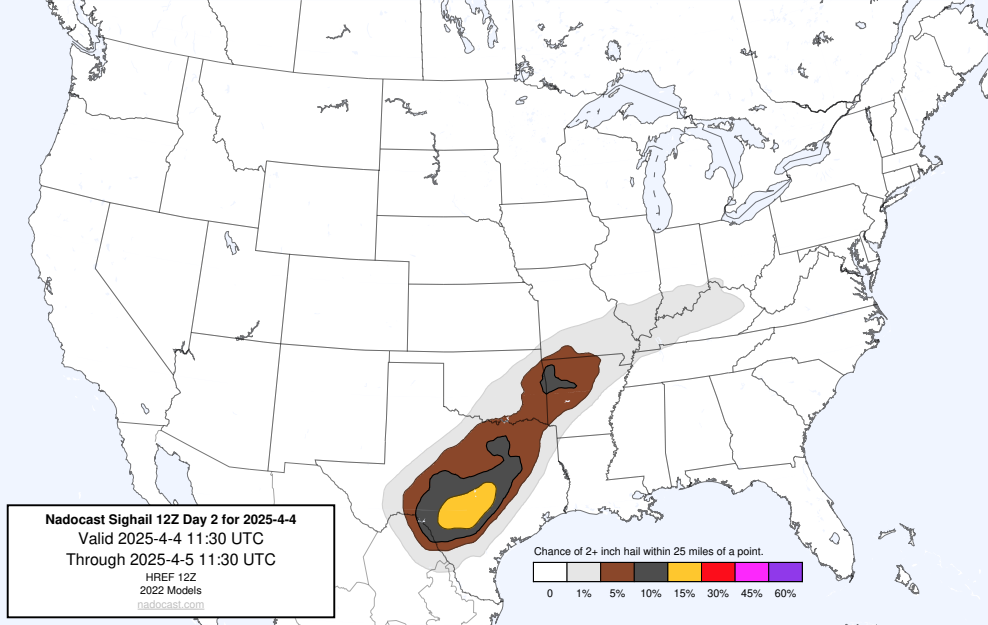 Nadocast Sighail 12Z Day 2 for 2025-4-4
Valid 2025-4-4 11:30 UTC
Through 2025-4-5 11:30 UTC
HREF 12Z
2022 Models
nadocast.com
Chance of 2+ inch hail within 25 miles of a point.
0 1% 5% 10% 15% 30% 45% 60%